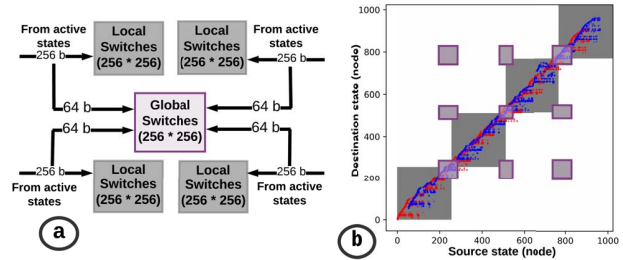 From active
states
256 b
Local
Switches
(256 * 256)
Local
Switches
(256 * 256)
From active
states
256 b
64 b
64 b
Global
Switches
(256 * 256)
64 b
64 b
256 b
From active
states
Local
Switches
(256 * 256)
Local
Switches
(256 * 256)
256 b
From active
states
a
Destination state (node)
1000
800
600
400
200
0
0
200
400
600
800
1000
Source state (node)
b